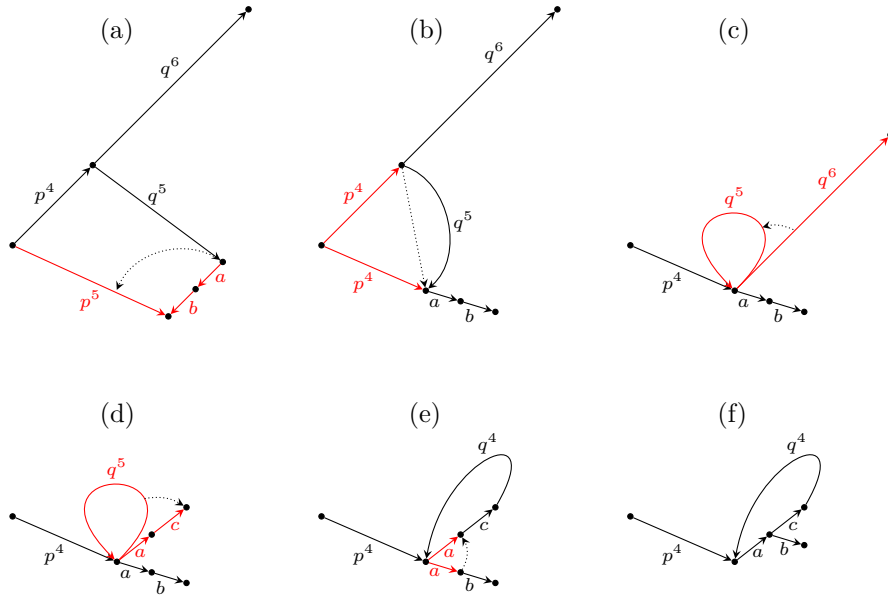 (a) (b) (c)
q^6 q^6
p^4 q^5 p^4 q^5 q^5 q^6
p^5 a b p^4 a b p^4 a b
(d) (e) (f)
q^5 q^4 q^4
p^4 a c a b p^4 a c a b p^4 a c b